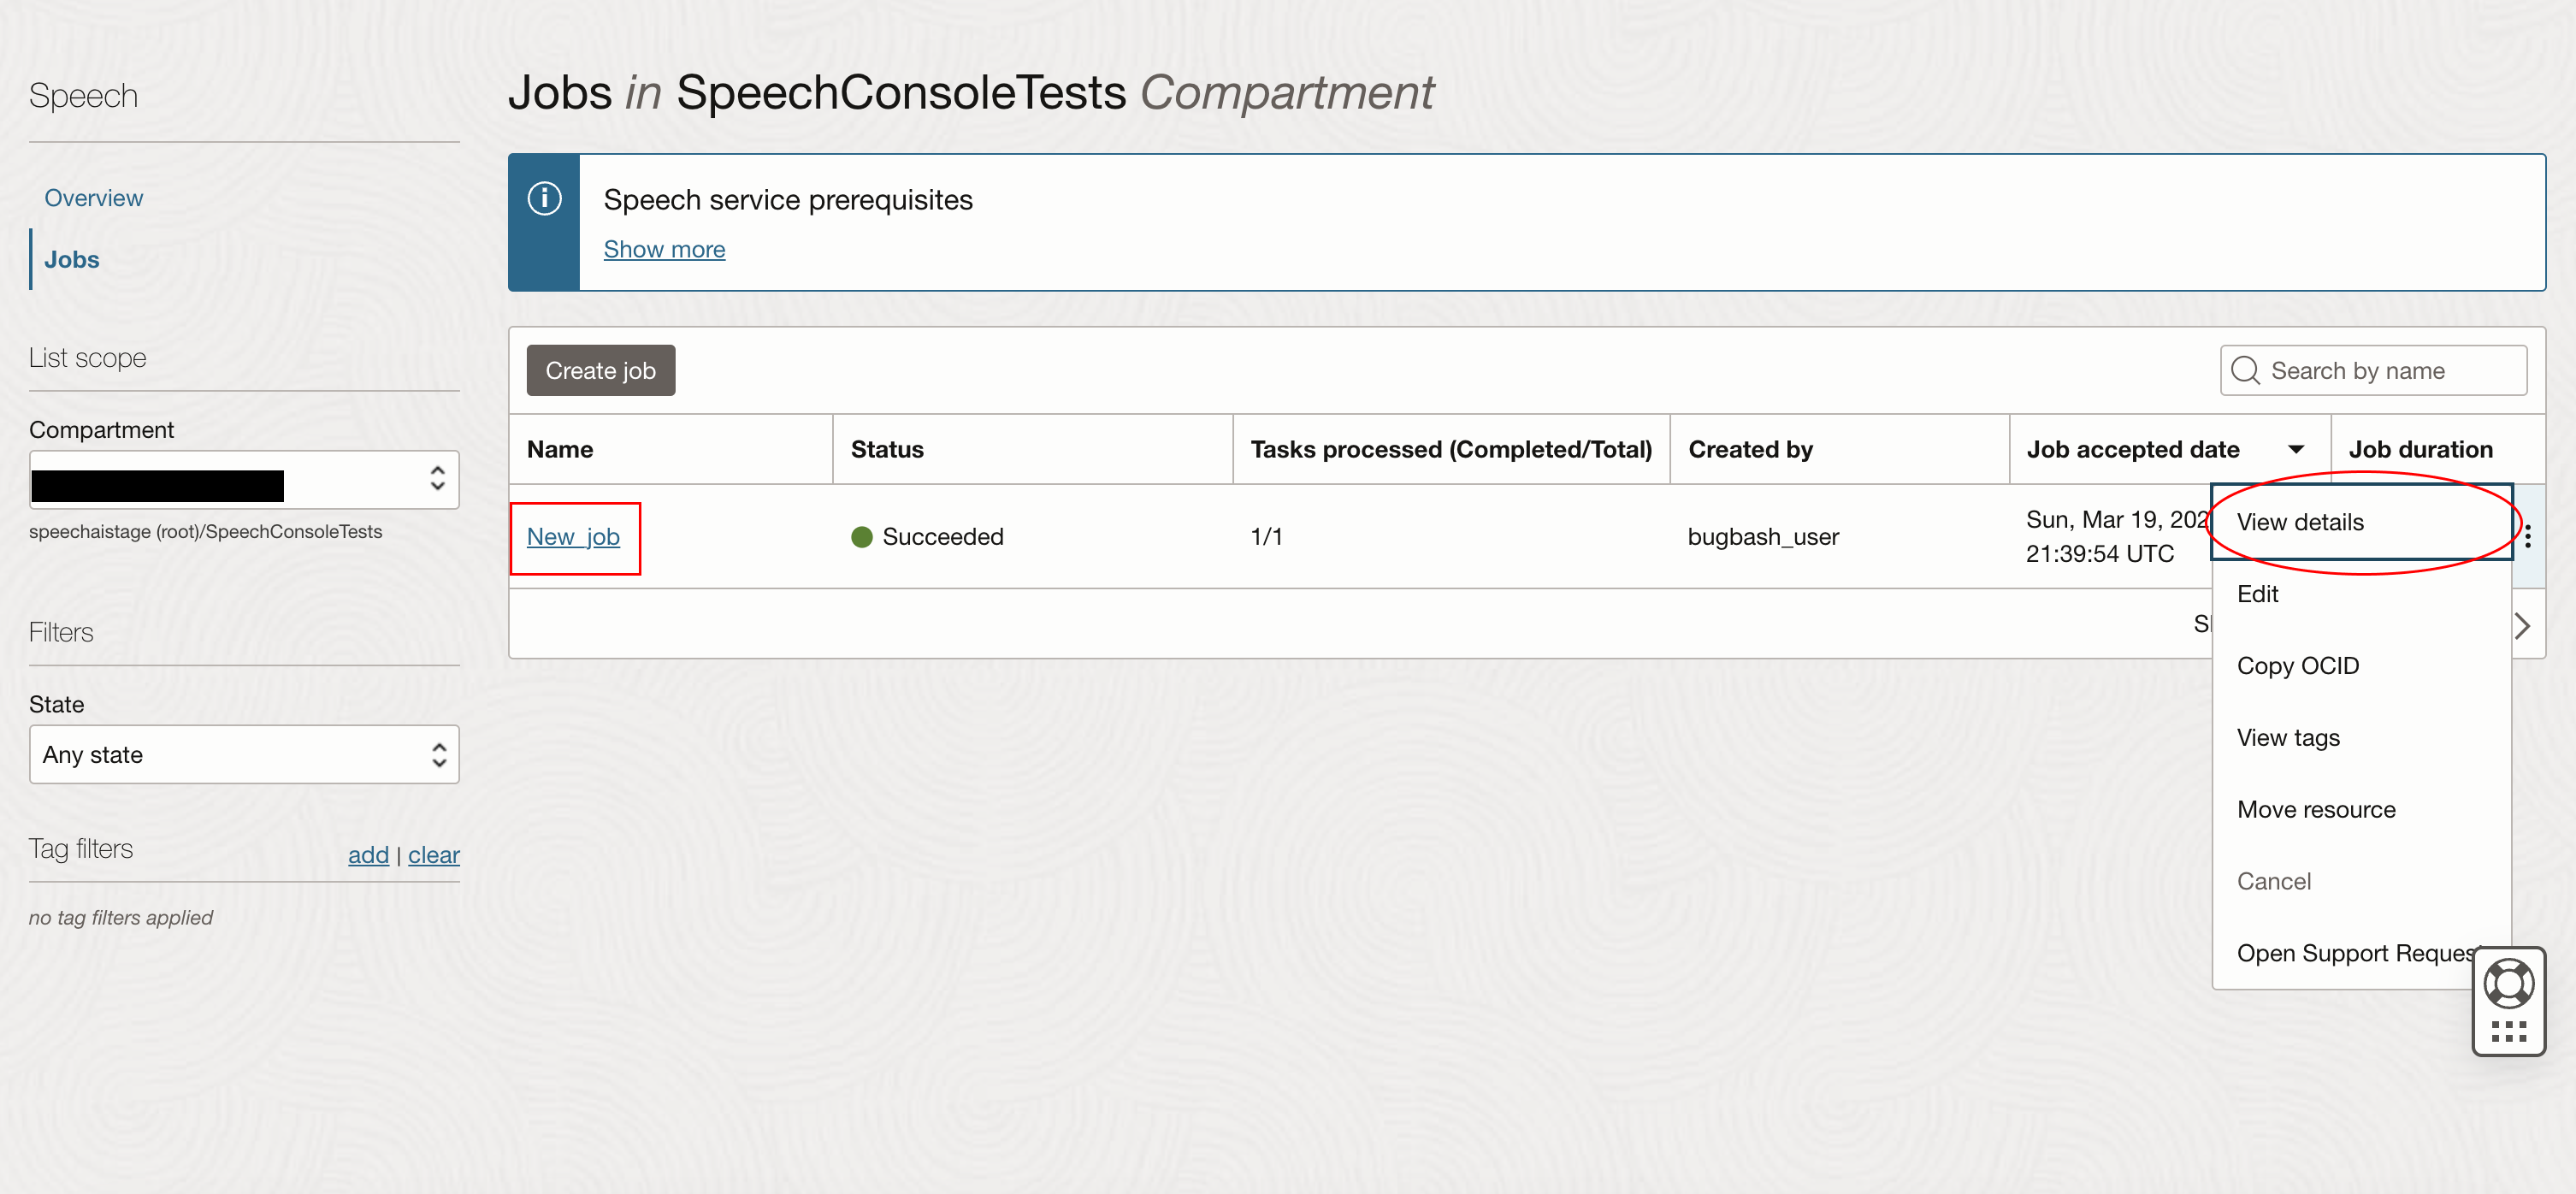 Speech
Overview
Jobs
List scope
Compartment
speechaistage (root)/SpeechConsoleTests
Filters
State
Any state
Tag filters
add | clear
no tag filters applied
Jobs in SpeechConsoleTests Compartment
Speech service prerequisites
Show more
Create job
Search by name
Name Status Tasks processed (Completed/Total) Created by Job accepted date Job duration
New_job Succeeded 1/1 bugbash_user Sun, Mar 19, 202
21:39:54 UTC
View details
Edit
Copy OCID
View tags
Move resource
Cancel
Open Support Reques